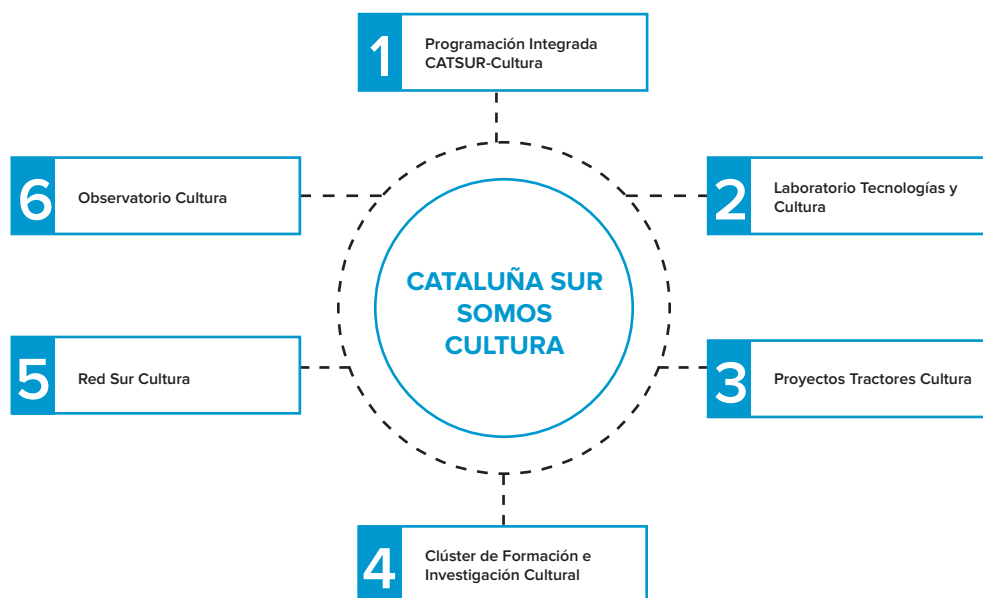 1
Programación Integrada
CATSUR-Cultura
2
Laboratorio Tecnologías y
Cultura
3
Proyectos Tractores Cultura
4
Clúster de Formación e
Investigación Cultural
5
Red Sur Cultura
6
Observatorio Cultura
CATALUÑA SUR
SOMOS
CULTURA